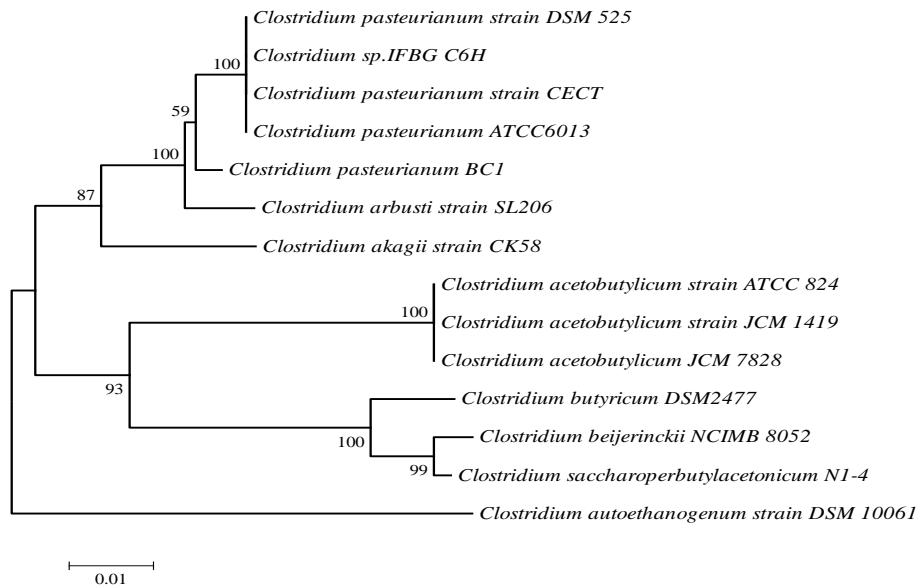 Clostridium pasteurianum strain DSM 525
Clostridium sp.IFBG C6H
100
Clostridium pasteurianum strain CECT
59
Clostridium pasteurianum ATCC6013
100
Clostridium pasteurianum BC1
87
Clostridium arbusti strain SL206
Clostridium akagii strain CK58
Clostridium acetobutylicum strain ATCC 824
100
Clostridium acetobutylicum strain JCM 1419
Clostridium acetobutylicum JCM 7828
93
Clostridium butyricum DSM2477
100
Clostridium beijerinckii NCIMB 8052
99
Clostridium saccharoperbutylacetonicum N1-4
Clostridium autoethanogenum strain DSM 10061
0.01